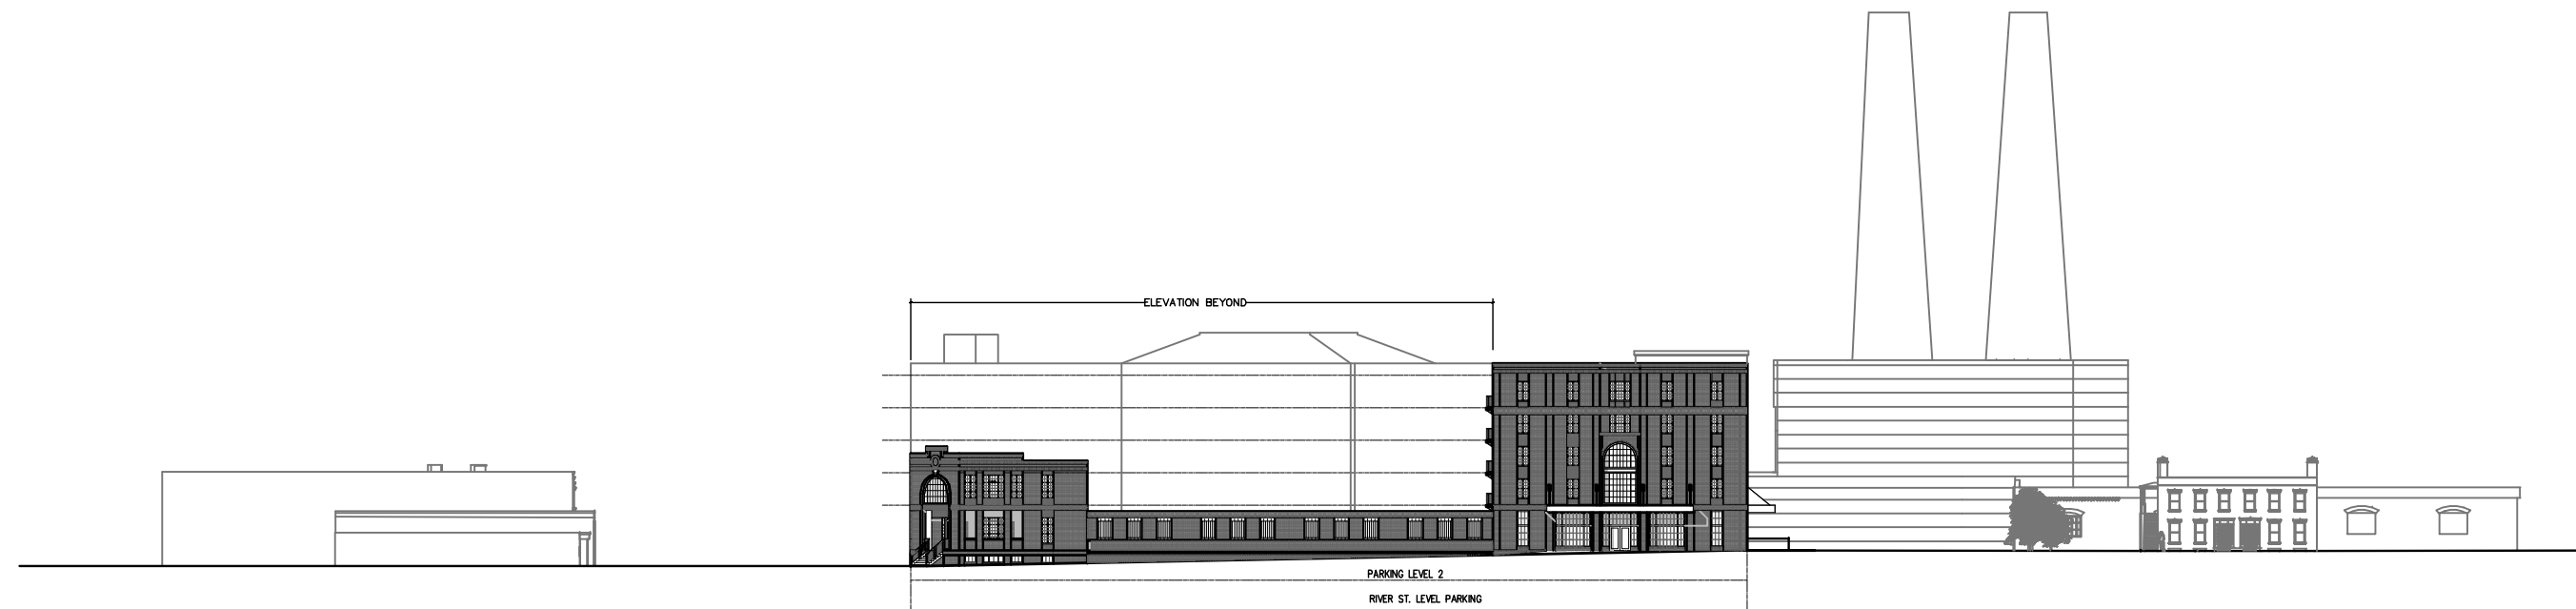 ELEVATION BEYOND
PARKING LEVEL 2
RIVER ST. LEVEL PARKING